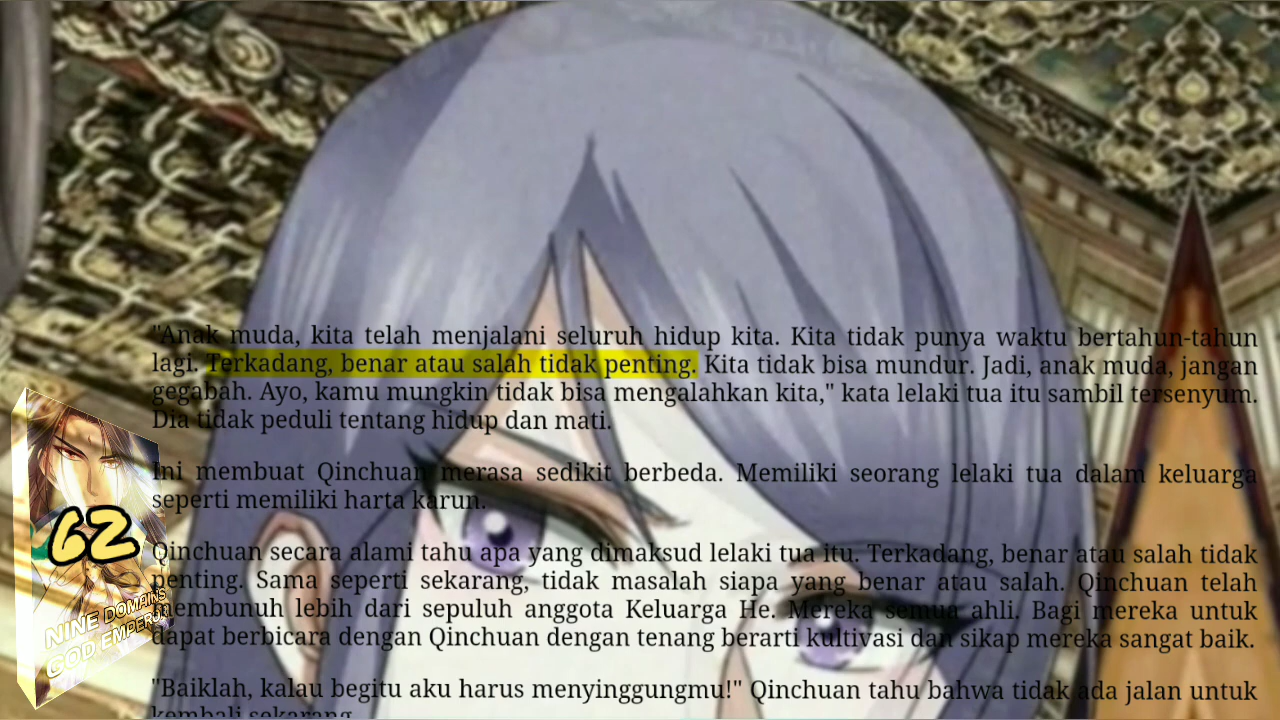 "Anak muda, kita telah menjalani seluruh hidup kita. Kita tidak punya waktu bertahun-tahun
lagi. Terkadang, benar atau salah tidak penting. Kita tidak bisa mundur. Jadi, anak muda, jangan
gegabah. Ayo, kamu mungkin tidak bisa mengalahkan kita," kata lelaki tua itu sambil tersenyum.
Dia tidak peduli tentang hidup dan mati.
Ini membuat Qinchuan merasa sedikit berbeda. Memiliki seorang lelaki tua dalam keluarga
seperti memiliki harta karun.
Qinchuan secara alami tahu apa yang dimaksud lelaki tua itu. Terkadang, benar atau salah tidak
penting. Sama seperti sekarang, tidak masalah siapa yang benar atau salah. Qinchuan telah
membunuh lebih dari sepuluh anggota Keluarga He. Mereka semua ahli. Bagi mereka untuk
dapat berbicara dengan Qinchuan dengan tenang berarti kultivasi dan sikap mereka sangat baik.
"Baiklah, kalau begitu aku harus menyinggungmu!" Qinchuan tahu bahwa tidak ada jalan untuk
kembali sekarang.
62
NINE DOMAINS
GOD EMPEROR